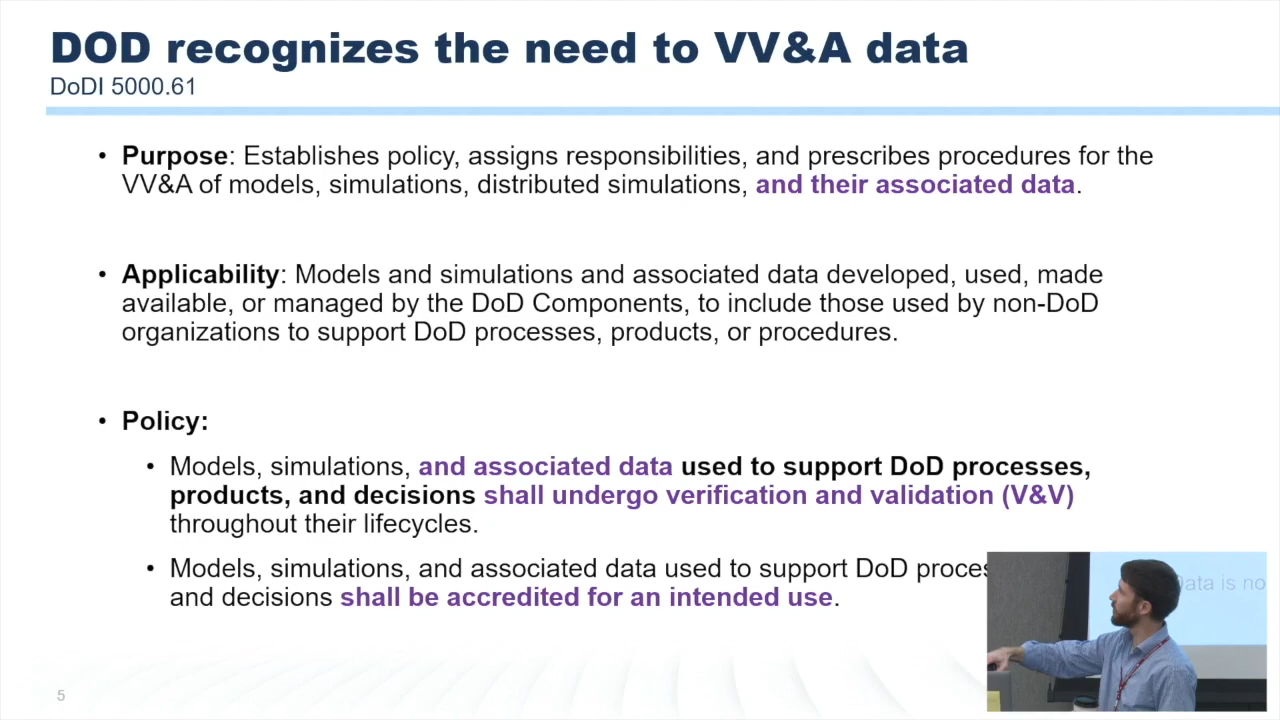 DOD recognizes the need to VV&A data
DoDI 5000.61
• Purpose: Establishes policy, assigns responsibilities, and prescribes procedures for the
VV&A of models, simulations, distributed simulations, and their associated data.
• Applicability: Models and simulations and associated data developed, used, made
available, or managed by the DoD Components, to include those used by non-DoD
organizations to support DoD processes, products, or procedures.
• Policy:
• Models, simulations, and associated data used to support DoD processes,
products, and decisions shall undergo verification and validation (V&V)
throughout their lifecycles.
• Models, simulations, and associated data used to support DoD
and decisions shall be accredited for an intended use.
is no
5